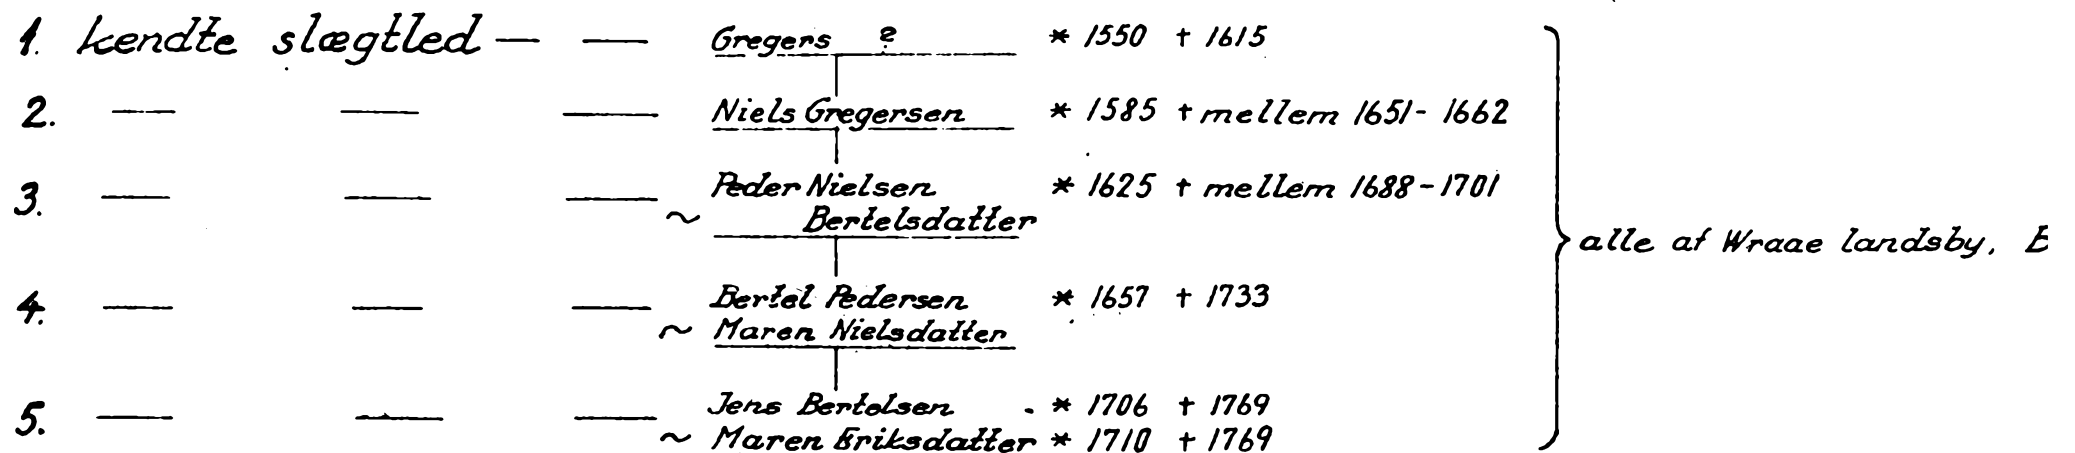 1. kendte slægtled — — Gregers ? * 1550 † 1615
2. — — — Niels Gregersen * 1585 † mellem 1651-1662
3. — — — Peder Nielsen * 1625 † mellem 1688-1701
~ Bertelsdatter
alle af Wraae landsby,
4. — — — Bertel Pedersen * 1657 † 1733
~ Maren Nielsdatter
5. — — — Jens Bertelsen * 1706 † 1769
~ Maren Eriksdatter * 1710 † 1769